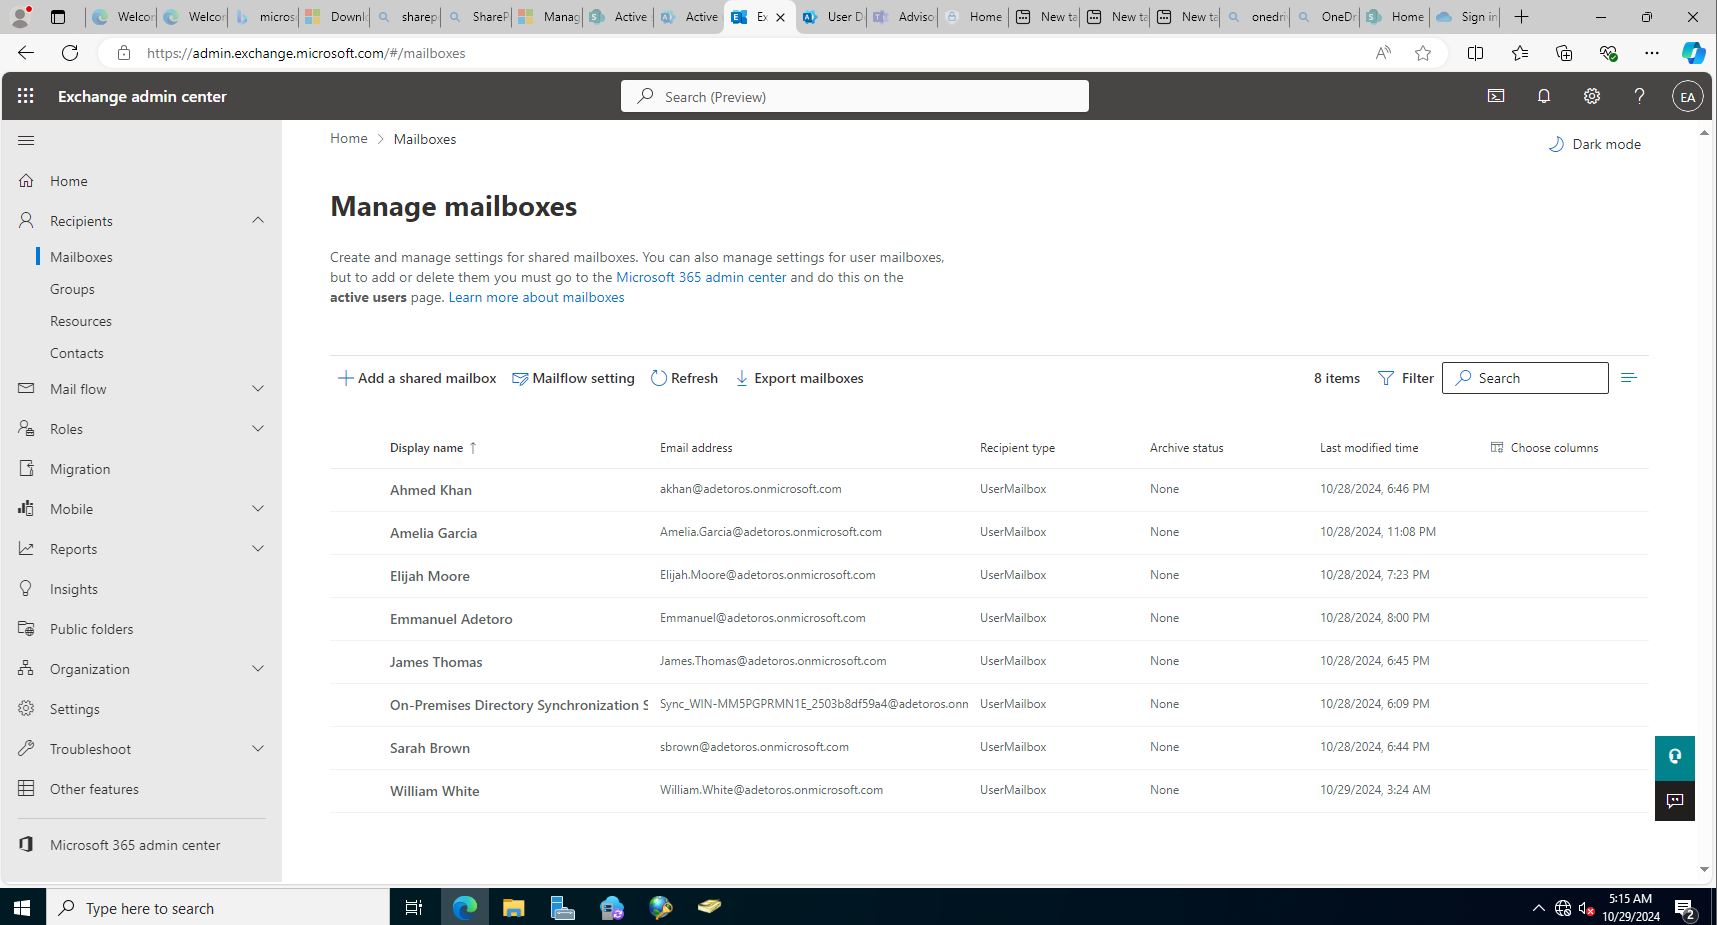 Welcor
Welcor
micros
Downlo
sharep
ShareP
Manag
Active
Active
Ex
User D
Adviso
Home
New ta
New ta
New ta
onedri
OneDr
Home
Sign in
https://admin.exchange.microsoft.com/#/mailboxes
Exchange admin center
Search (Preview)
EA
Home
Recipients
Mailboxes
Groups
Resources
Contacts
Mail flow
Roles
Migration
Mobile
Reports
Insights
Public folders
Organization
Settings
Troubleshoot
Other features
Microsoft 365 admin center
Home > Mailboxes
Dark mode
Manage mailboxes
Create and manage settings for shared mailboxes. You can also manage settings for user mailboxes,
but to add or delete them you must go to the Microsoft 365 admin center and do this on the
active users page. Learn more about mailboxes
Add a shared mailbox Mailflow setting Refresh Export mailboxes 8 items Filter Search
Display name ↑ Email address Recipient type Archive status Last modified time Choose columns
Ahmed Khan akhan@adetoros.onmicrosoft.com UserMailbox None 10/28/2024, 6:46 PM
Amelia Garcia Amelia.Garcia@adetoros.onmicrosoft.com UserMailbox None 10/28/2024, 11:08 PM
Elijah Moore Elijah.Moore@adetoros.onmicrosoft.com UserMailbox None 10/28/2024, 7:23 PM
Emmanuel Adetoro Emmanuel@adetoros.onmicrosoft.com UserMailbox None 10/28/2024, 8:00 PM
James Thomas James.Thomas@adetoros.onmicrosoft.com UserMailbox None 10/28/2024, 6:45 PM
On-Premises Directory Synchronization S Sync_WIN-MM5PGPRMN1E_2503b8df59a4@adetoros.onn UserMailbox None 10/28/2024, 6:09 PM
Sarah Brown sbrown@adetoros.onmicrosoft.com UserMailbox None 10/28/2024, 6:44 PM
William White William.White@adetoros.onmicrosoft.com UserMailbox None 10/29/2024, 3:24 AM
Type here to search
5:15 AM
10/29/2024
2